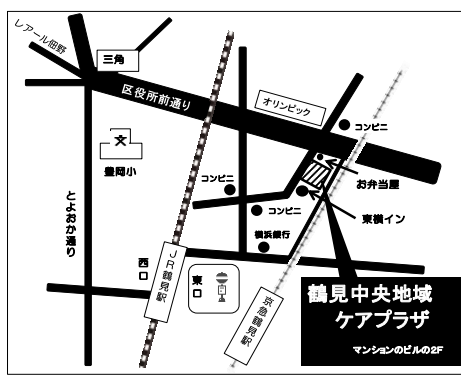 レアール佃野
三角
区役所前通り
オリンピック
コンビニ
文
豊岡小
お弁当屋
コンビニ
コンビニ
東横イン
とよおか通り
横浜銀行
西口
JR鶴見駅
東口
京急鶴見駅
鶴見中央地域
ケアプラザ
マンションのビルの2F